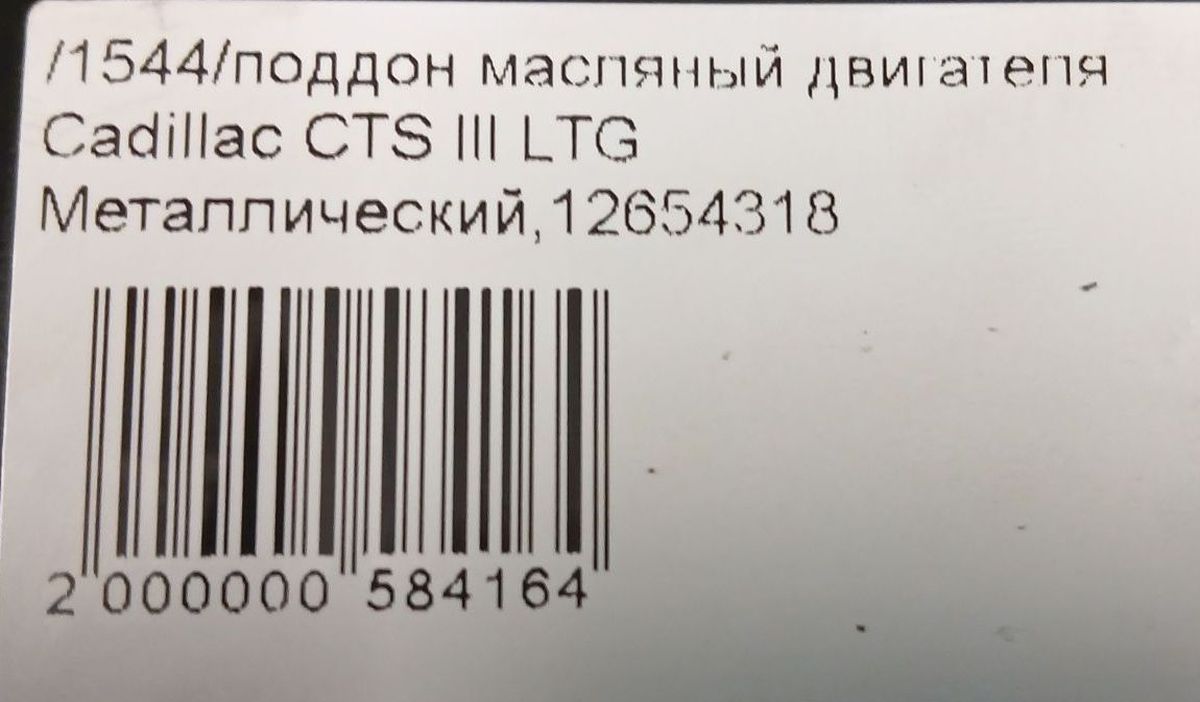 /1544/поддон масляный двигателя
Cadillac CTS III LTG
Металлический,12654318
2 000000 584164